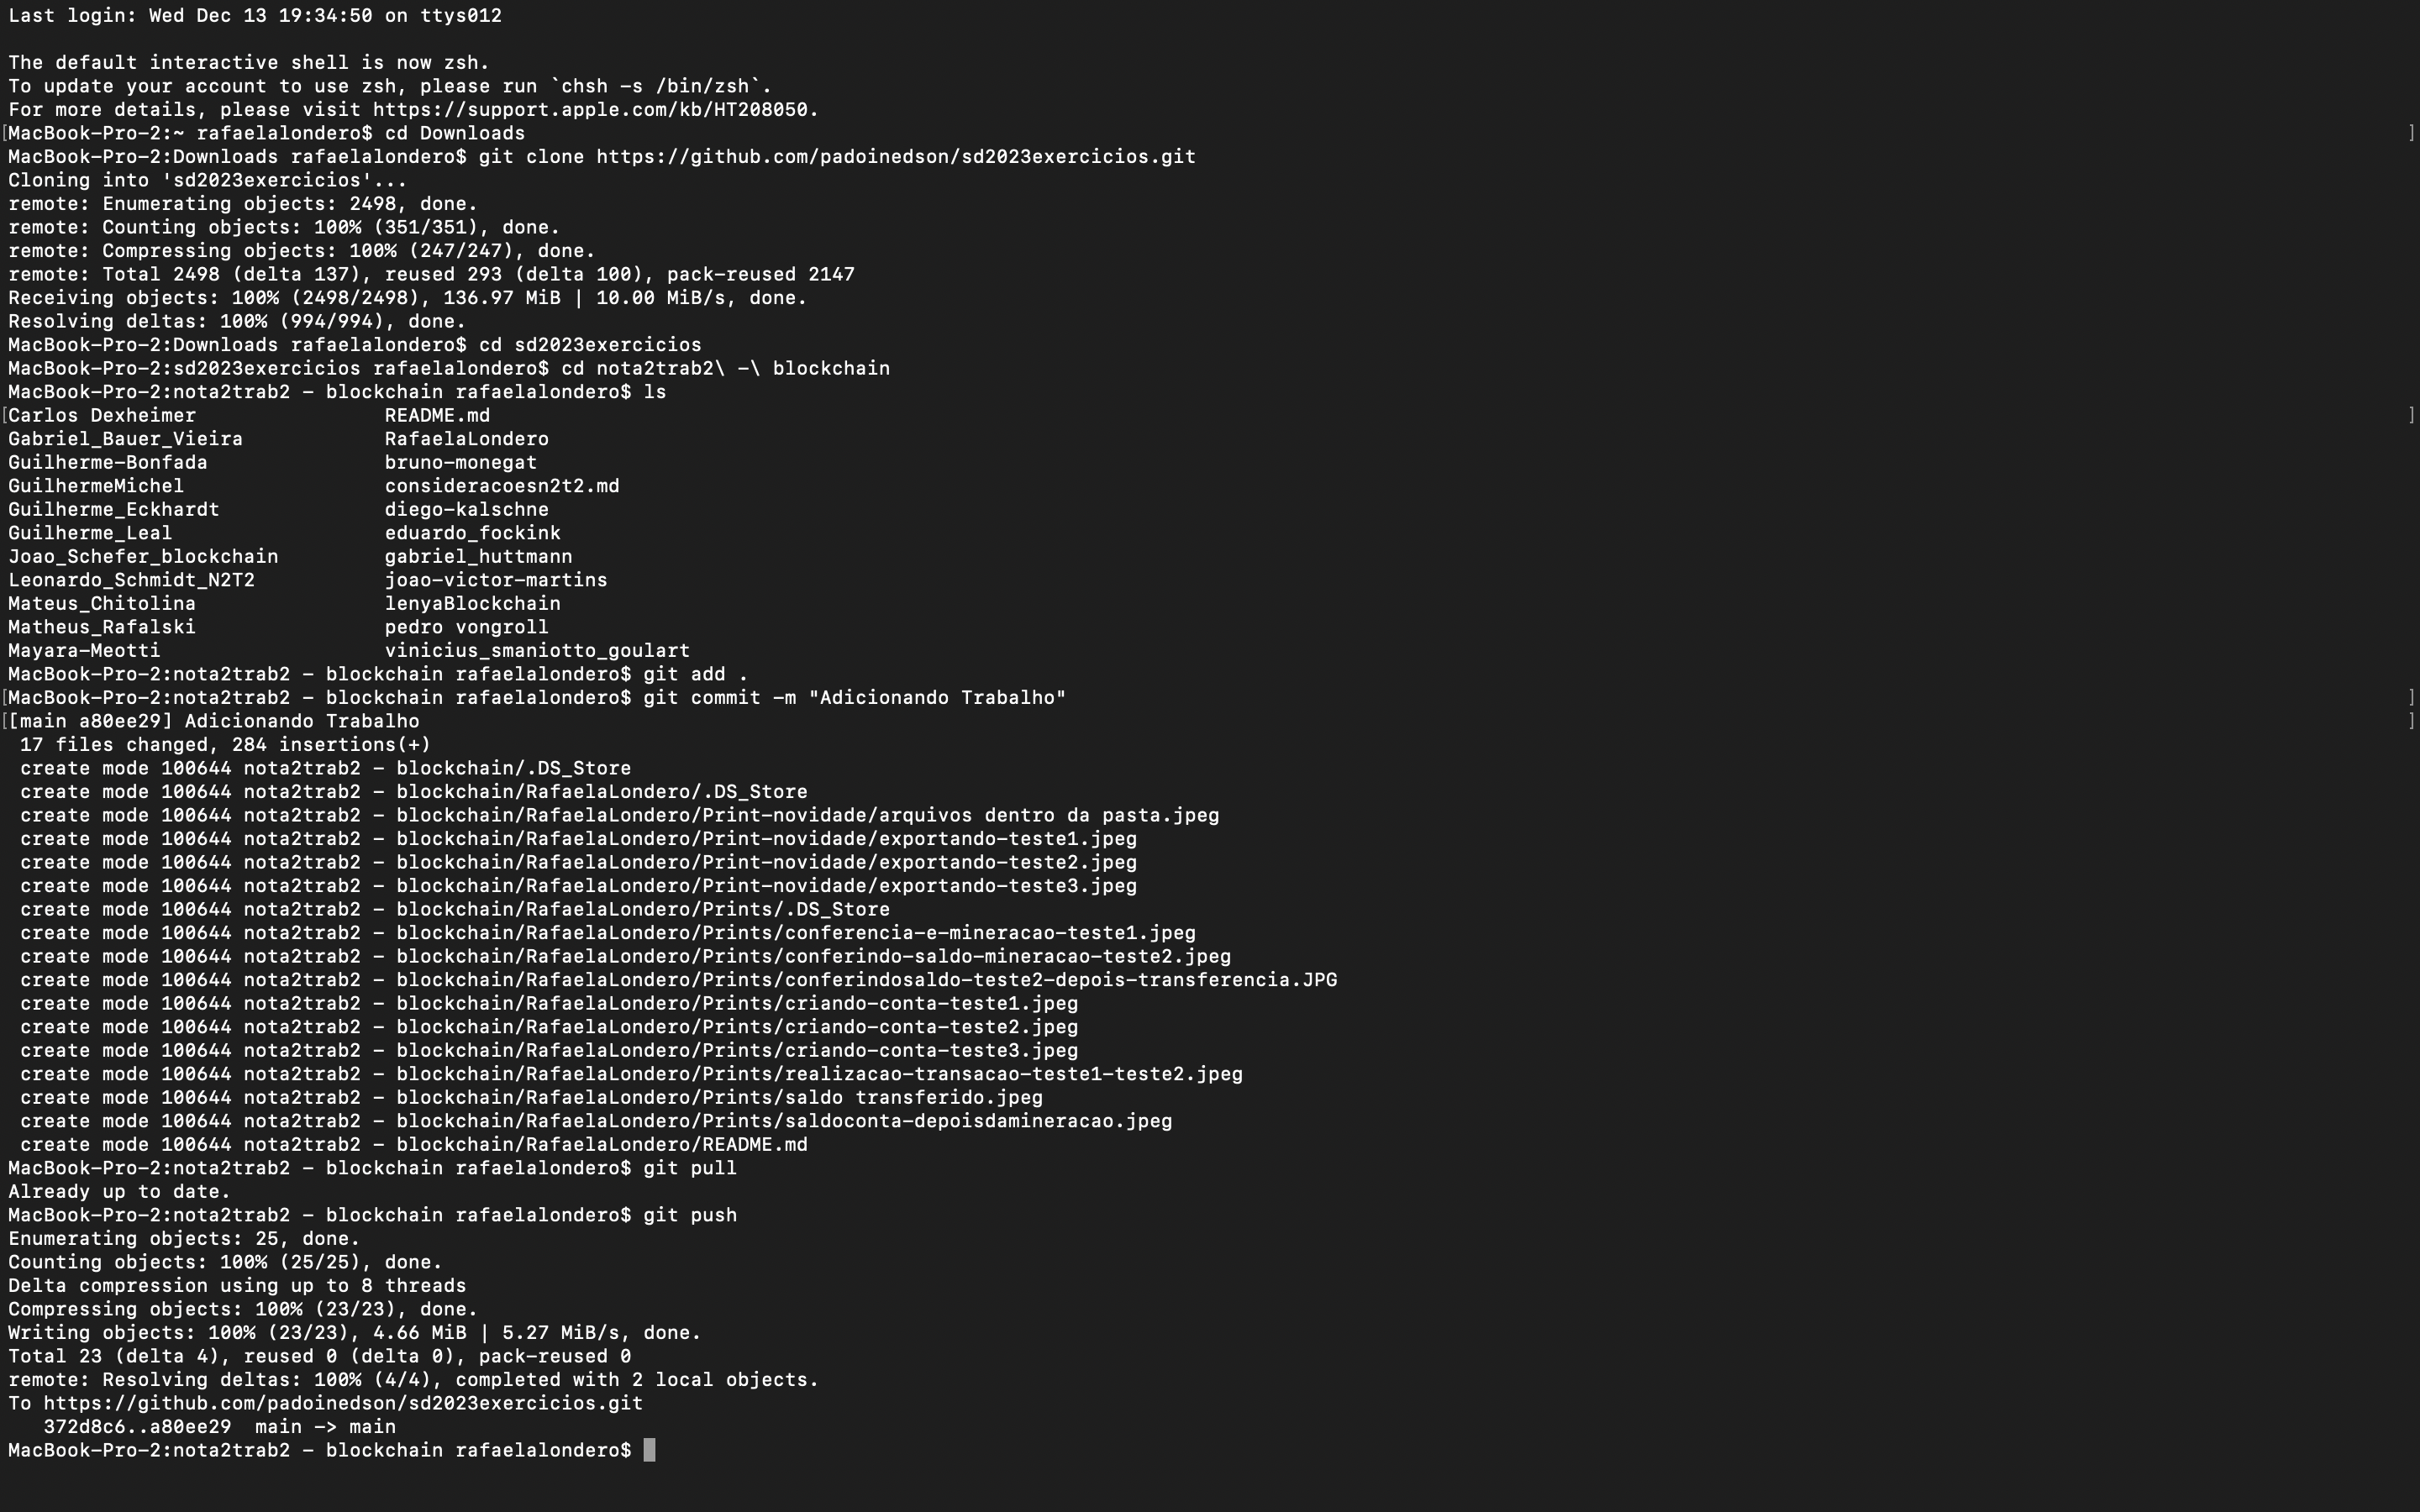 Last login: Wed Dec 13 19:34:50 on ttys012
The default interactive shell is now zsh.
To update your account to use zsh, please run `chsh -s /bin/zsh`.
For more details, please visit https://support.apple.com/kb/HT208050.
[MacBook-Pro-2:~ rafaelalondero$ cd Downloads ]
MacBook-Pro-2:Downloads rafaelalondero$ git clone https://github.com/padoinedson/sd2023exercicios.git
Cloning into 'sd2023exercicios'...
remote: Enumerating objects: 2498, done.
remote: Counting objects: 100% (351/351), done.
remote: Compressing objects: 100% (247/247), done.
remote: Total 2498 (delta 137), reused 293 (delta 100), pack-reused 2147
Receiving objects: 100% (2498/2498), 136.97 MiB | 10.00 MiB/s, done.
Resolving deltas: 100% (994/994), done.
MacBook-Pro-2:Downloads rafaelalondero$ cd sd2023exercicios
MacBook-Pro-2:sd2023exercicios rafaelalondero$ cd nota2trab2\ -\ blockchain
MacBook-Pro-2:nota2trab2 - blockchain rafaelalondero$ ls
[Carlos Dexheimer README.md ]
Gabriel_Bauer_Vieira RafaelaLondero
Guilherme-Bonfada bruno-monegat
GuilhermeMichel consideracoesn2t2.md
Guilherme_Eckhardt diego-kalschne
Guilherme_Leal eduardo_fockink
Joao_Schefer_blockchain gabriel_huttmann
Leonardo_Schmidt_N2T2 joao-victor-martins
Mateus_Chitolina lenyaBlockchain
Matheus_Rafalski pedro vongroll
Mayara-Meotti vinicius_smaniotto_goulart
MacBook-Pro-2:nota2trab2 - blockchain rafaelalondero$ git add .
[MacBook-Pro-2:nota2trab2 - blockchain rafaelalondero$ git commit -m "Adicionando Trabalho" ]
[[main a80ee29] Adicionando Trabalho ]
17 files changed, 284 insertions(+)
create mode 100644 nota2trab2 - blockchain/.DS_Store
create mode 100644 nota2trab2 - blockchain/RafaelaLondero/.DS_Store
create mode 100644 nota2trab2 - blockchain/RafaelaLondero/Print-novidade/arquivos dentro da pasta.jpeg
create mode 100644 nota2trab2 - blockchain/RafaelaLondero/Print-novidade/exportando-teste1.jpeg
create mode 100644 nota2trab2 - blockchain/RafaelaLondero/Print-novidade/exportando-teste2.jpeg
create mode 100644 nota2trab2 - blockchain/RafaelaLondero/Print-novidade/exportando-teste3.jpeg
create mode 100644 nota2trab2 - blockchain/RafaelaLondero/Prints/.DS_Store
create mode 100644 nota2trab2 - blockchain/RafaelaLondero/Prints/conferencia-e-mineracao-teste1.jpeg
create mode 100644 nota2trab2 - blockchain/RafaelaLondero/Prints/conferindo-saldo-mineracao-teste2.jpeg
create mode 100644 nota2trab2 - blockchain/RafaelaLondero/Prints/conferindosaldo-teste2-depois-transferencia.JPG
create mode 100644 nota2trab2 - blockchain/RafaelaLondero/Prints/criando-conta-teste1.jpeg
create mode 100644 nota2trab2 - blockchain/RafaelaLondero/Prints/criando-conta-teste2.jpeg
create mode 100644 nota2trab2 - blockchain/RafaelaLondero/Prints/criando-conta-teste3.jpeg
create mode 100644 nota2trab2 - blockchain/RafaelaLondero/Prints/realizacao-transacao-teste1-teste2.jpeg
create mode 100644 nota2trab2 - blockchain/RafaelaLondero/Prints/saldo transferido.jpeg
create mode 100644 nota2trab2 - blockchain/RafaelaLondero/Prints/saldoconta-depoisdamineracao.jpeg
create mode 100644 nota2trab2 - blockchain/RafaelaLondero/README.md
MacBook-Pro-2:nota2trab2 - blockchain rafaelalondero$ git pull
Already up to date.
MacBook-Pro-2:nota2trab2 - blockchain rafaelalondero$ git push
Enumerating objects: 25, done.
Counting objects: 100% (25/25), done.
Delta compression using up to 8 threads
Compressing objects: 100% (23/23), done.
Writing objects: 100% (23/23), 4.66 MiB | 5.27 MiB/s, done.
Total 23 (delta 4), reused 0 (delta 0), pack-reused 0
remote: Resolving deltas: 100% (4/4), completed with 2 local objects.
To https://github.com/padoinedson/sd2023exercicios.git
372d8c6..a80ee29 main -> main
MacBook-Pro-2:nota2trab2 - blockchain rafaelalondero$